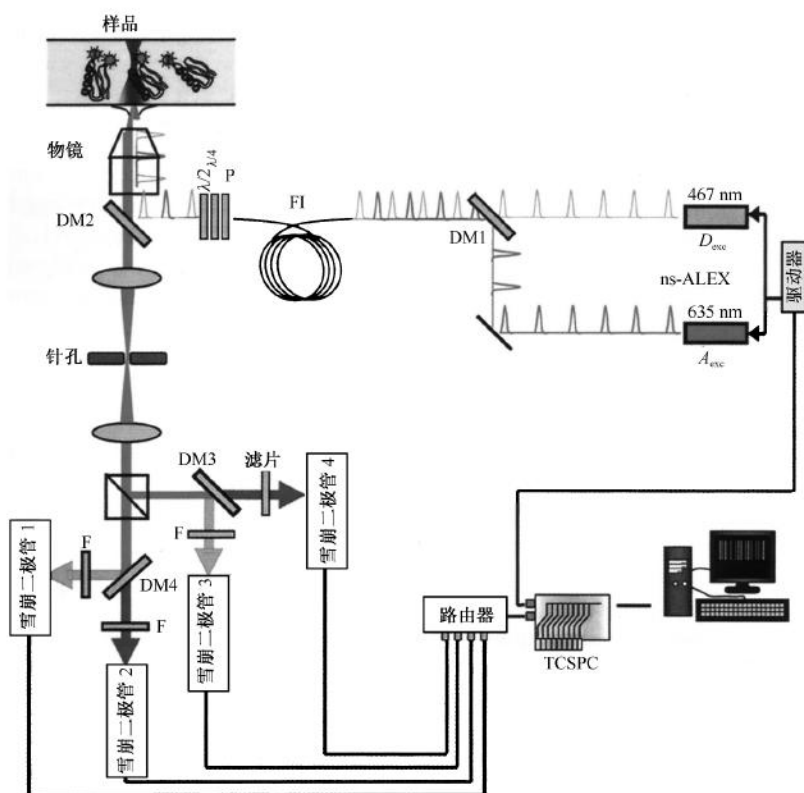 样品
物镜
λ/2
λ/4
P
FI
DM2
DM1
467 nm
Dexc
ns-ALEX
635 nm
Aexc
驱动器
针孔
DM3
滤片
雪崩二极管 4
F
雪崩二极管 1
F
DM4
雪崩二极管 3
F
雪崩二极管 2
路由器
TCSPC